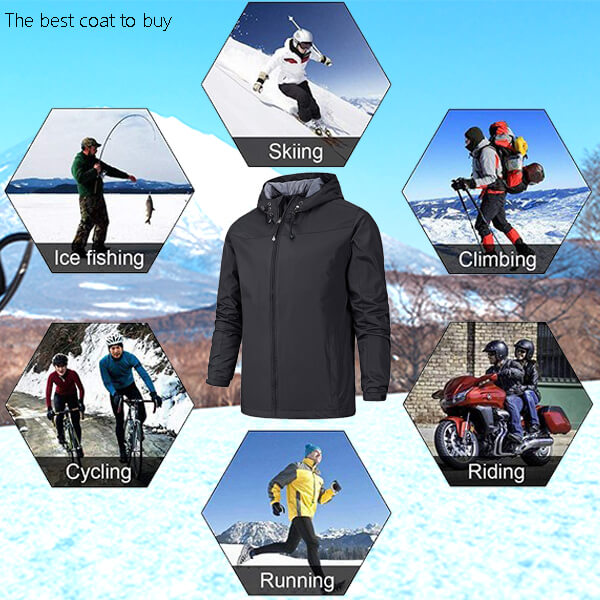 The best coat to buy
Skiing
Ice fishing
Climbing
Cycling
Riding
Running